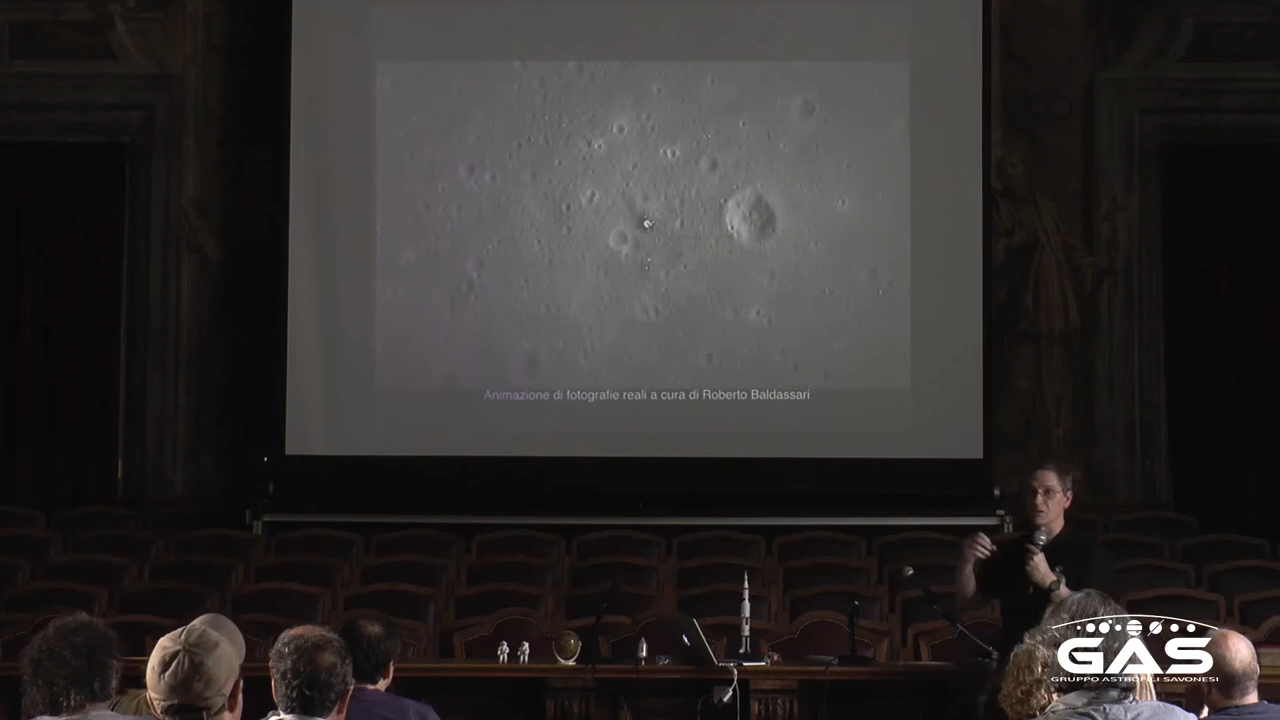 Animazione di fotografie reali a cura di Roberto Baldassari
GAS
GRUPPO ASTROFILI SAVONESI